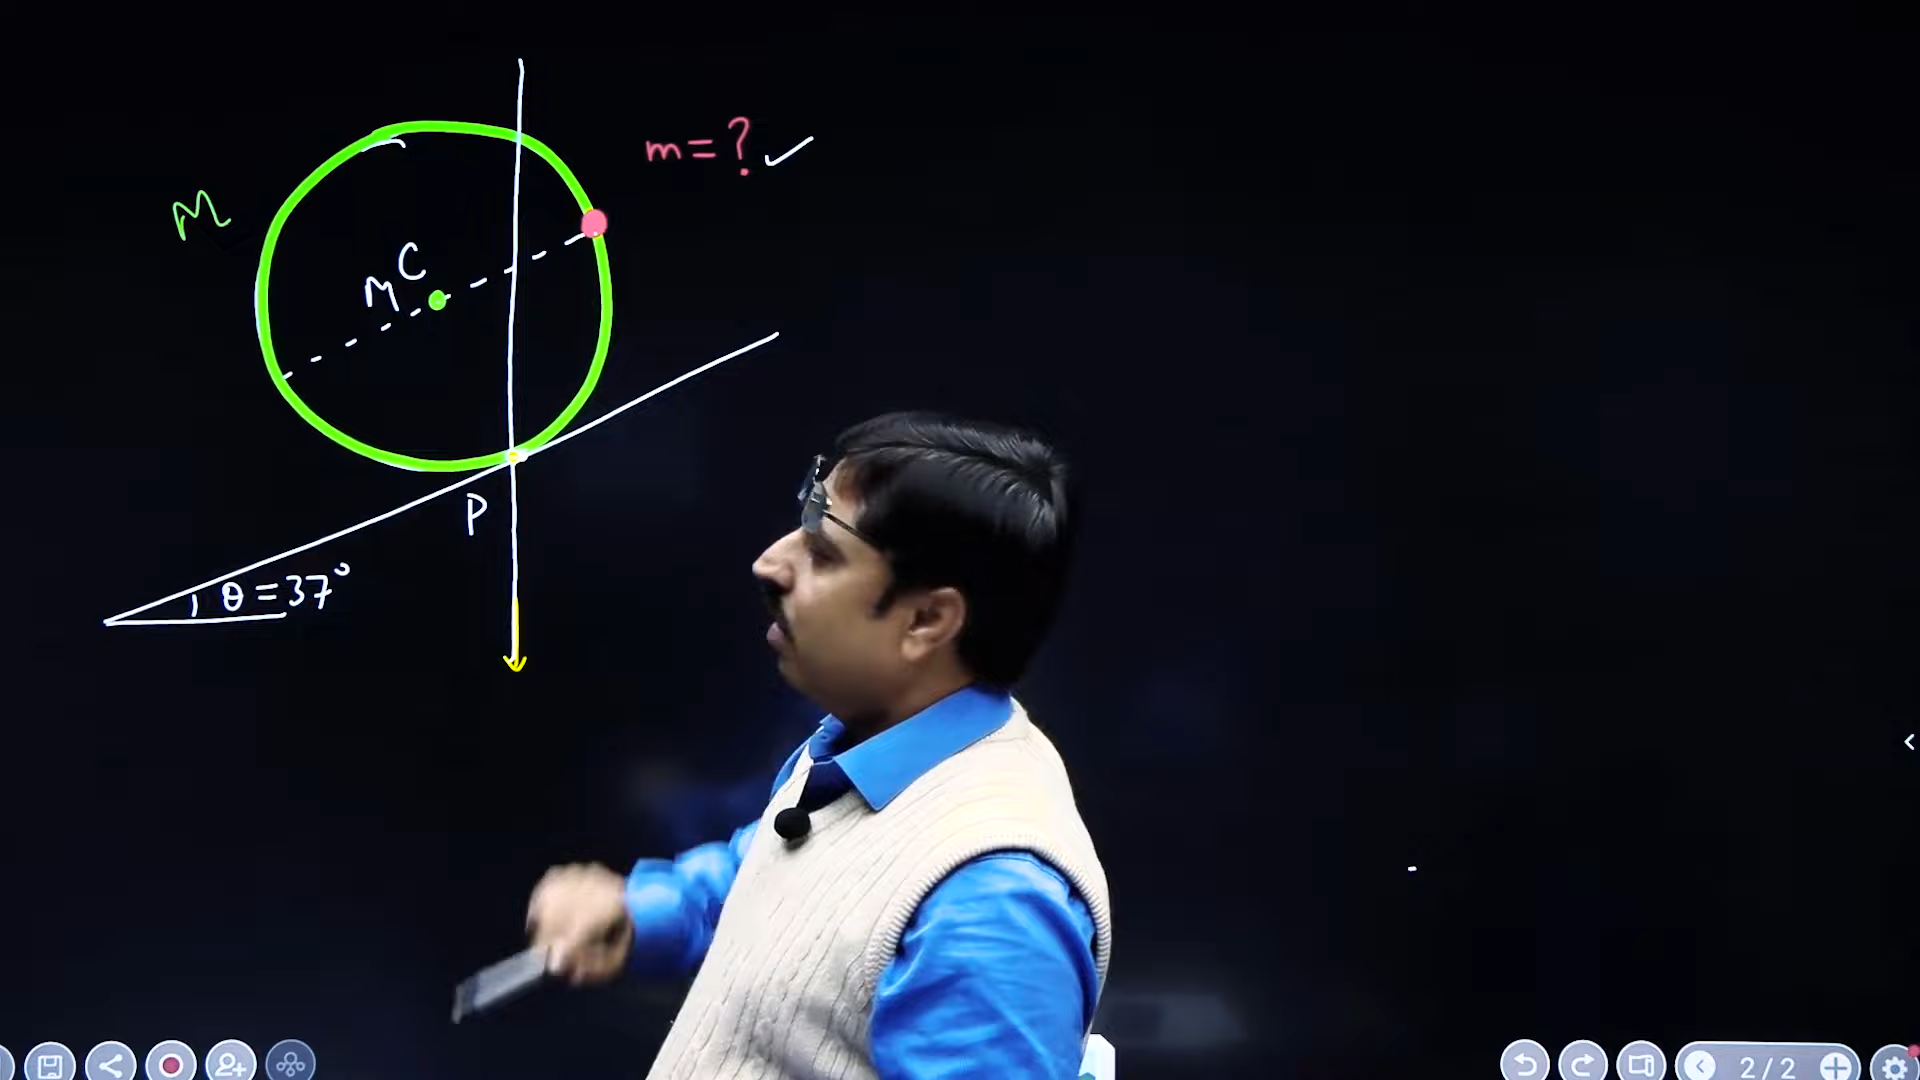 m = ? ✓
M
C
M
P
θ = 37°
2 / 2